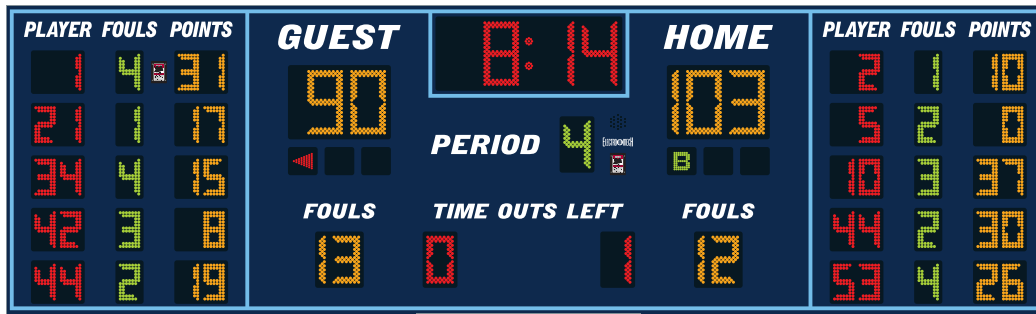 PLAYER FOULS POINTS
1 4 31
21 1 17
34 4 15
42 3 8
44 2 19
GUEST 8:14 HOME
90 103
PERIOD 4
B
FOULS TIME OUTS LEFT FOULS
13 0 1 12
PLAYER FOULS POINTS
2 1 10
5 2 0
10 3 37
44 2 30
53 4 26